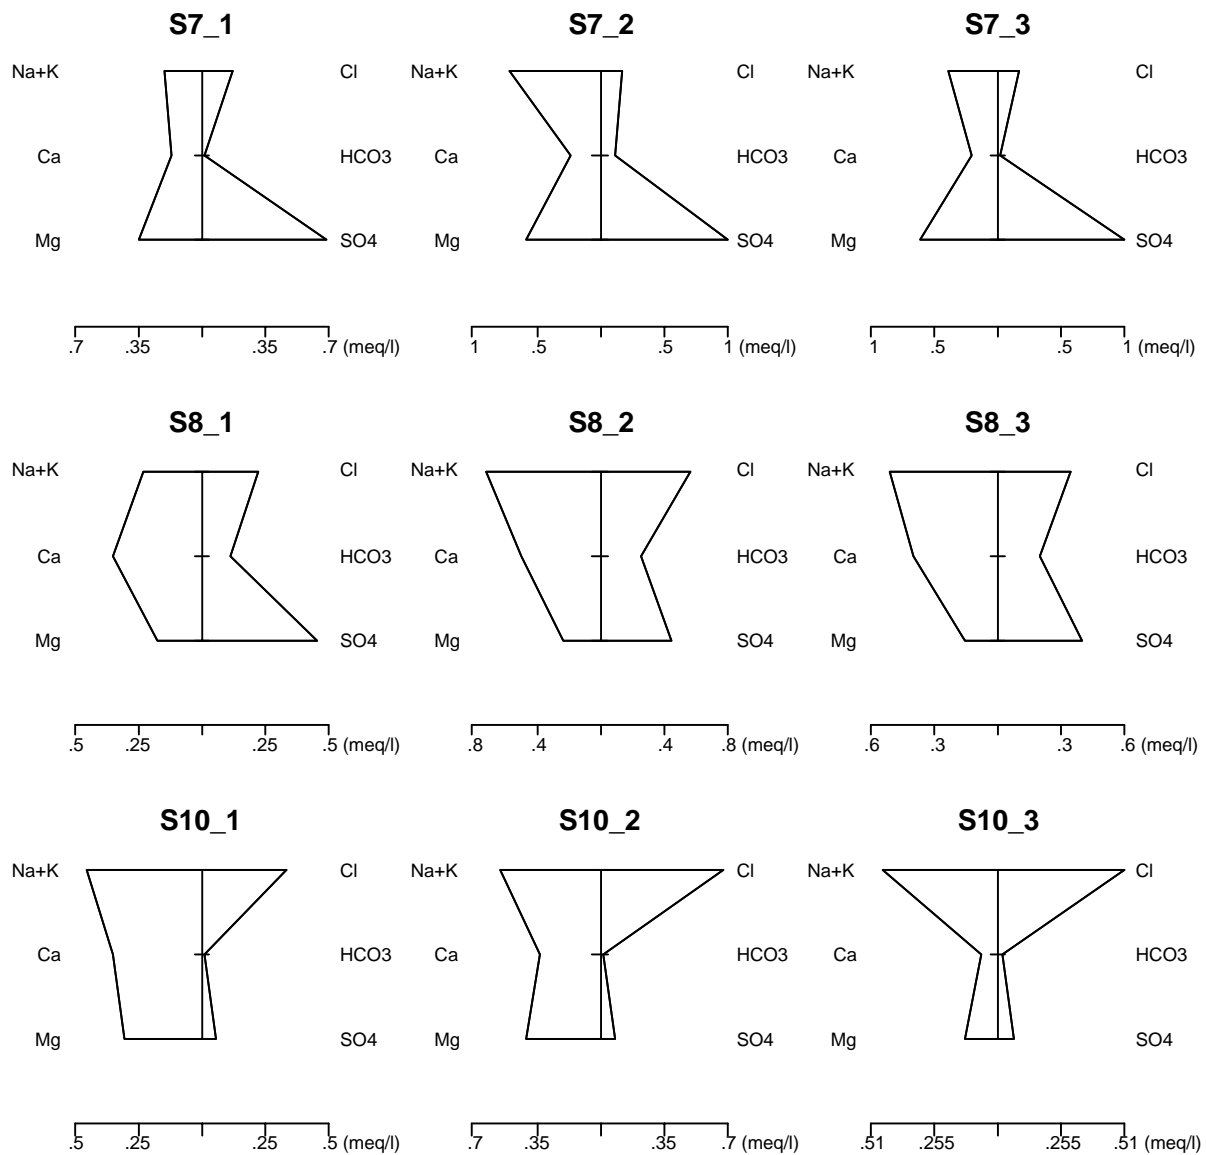 S7_1 S7_2 S7_3
Na+K Cl Na+K Cl Na+K Cl
Ca HCO3 Ca HCO3 Ca HCO3
Mg SO4 Mg SO4 Mg SO4
.7 .35 .35 .7 (meq/l) 1 .5 .5 1 (meq/l) 1 .5 .5 1 (meq/l)
S8_1 S8_2 S8_3
Na+K Cl Na+K Cl Na+K Cl
Ca HCO3 Ca HCO3 Ca HCO3
Mg SO4 Mg SO4 Mg SO4
.5 .25 .25 .5 (meq/l) .8 .4 .4 .8 (meq/l) .6 .3 .3 .6 (meq/l)
S10_1 S10_2 S10_3
Na+K Cl Na+K Cl Na+K Cl
Ca HCO3 Ca HCO3 Ca HCO3
Mg SO4 Mg SO4 Mg SO4
.5 .25 .25 .5 (meq/l) .7 .35 .35 .7 (meq/l) .51 .255 .255 .51 (meq/l)